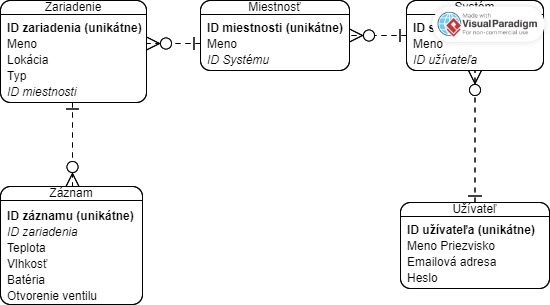 Zariadenie
ID zariadenia (unikátne)
Meno
Lokácia
Typ
ID miestnosti
Miestnosť
ID miestnosti (unikátne)
Meno
ID Systému
Systém
Made with
Visual Paradigm
For non-commercial use
ID s
Meno
ID užívateľa
Záznam
ID záznamu (unikátne)
ID zariadenia
Teplota
Vlhkosť
Batéria
Otvorenie ventilu
Užívateľ
ID užívateľa (unikátne)
Meno Priezvisko
Emailová adresa
Heslo